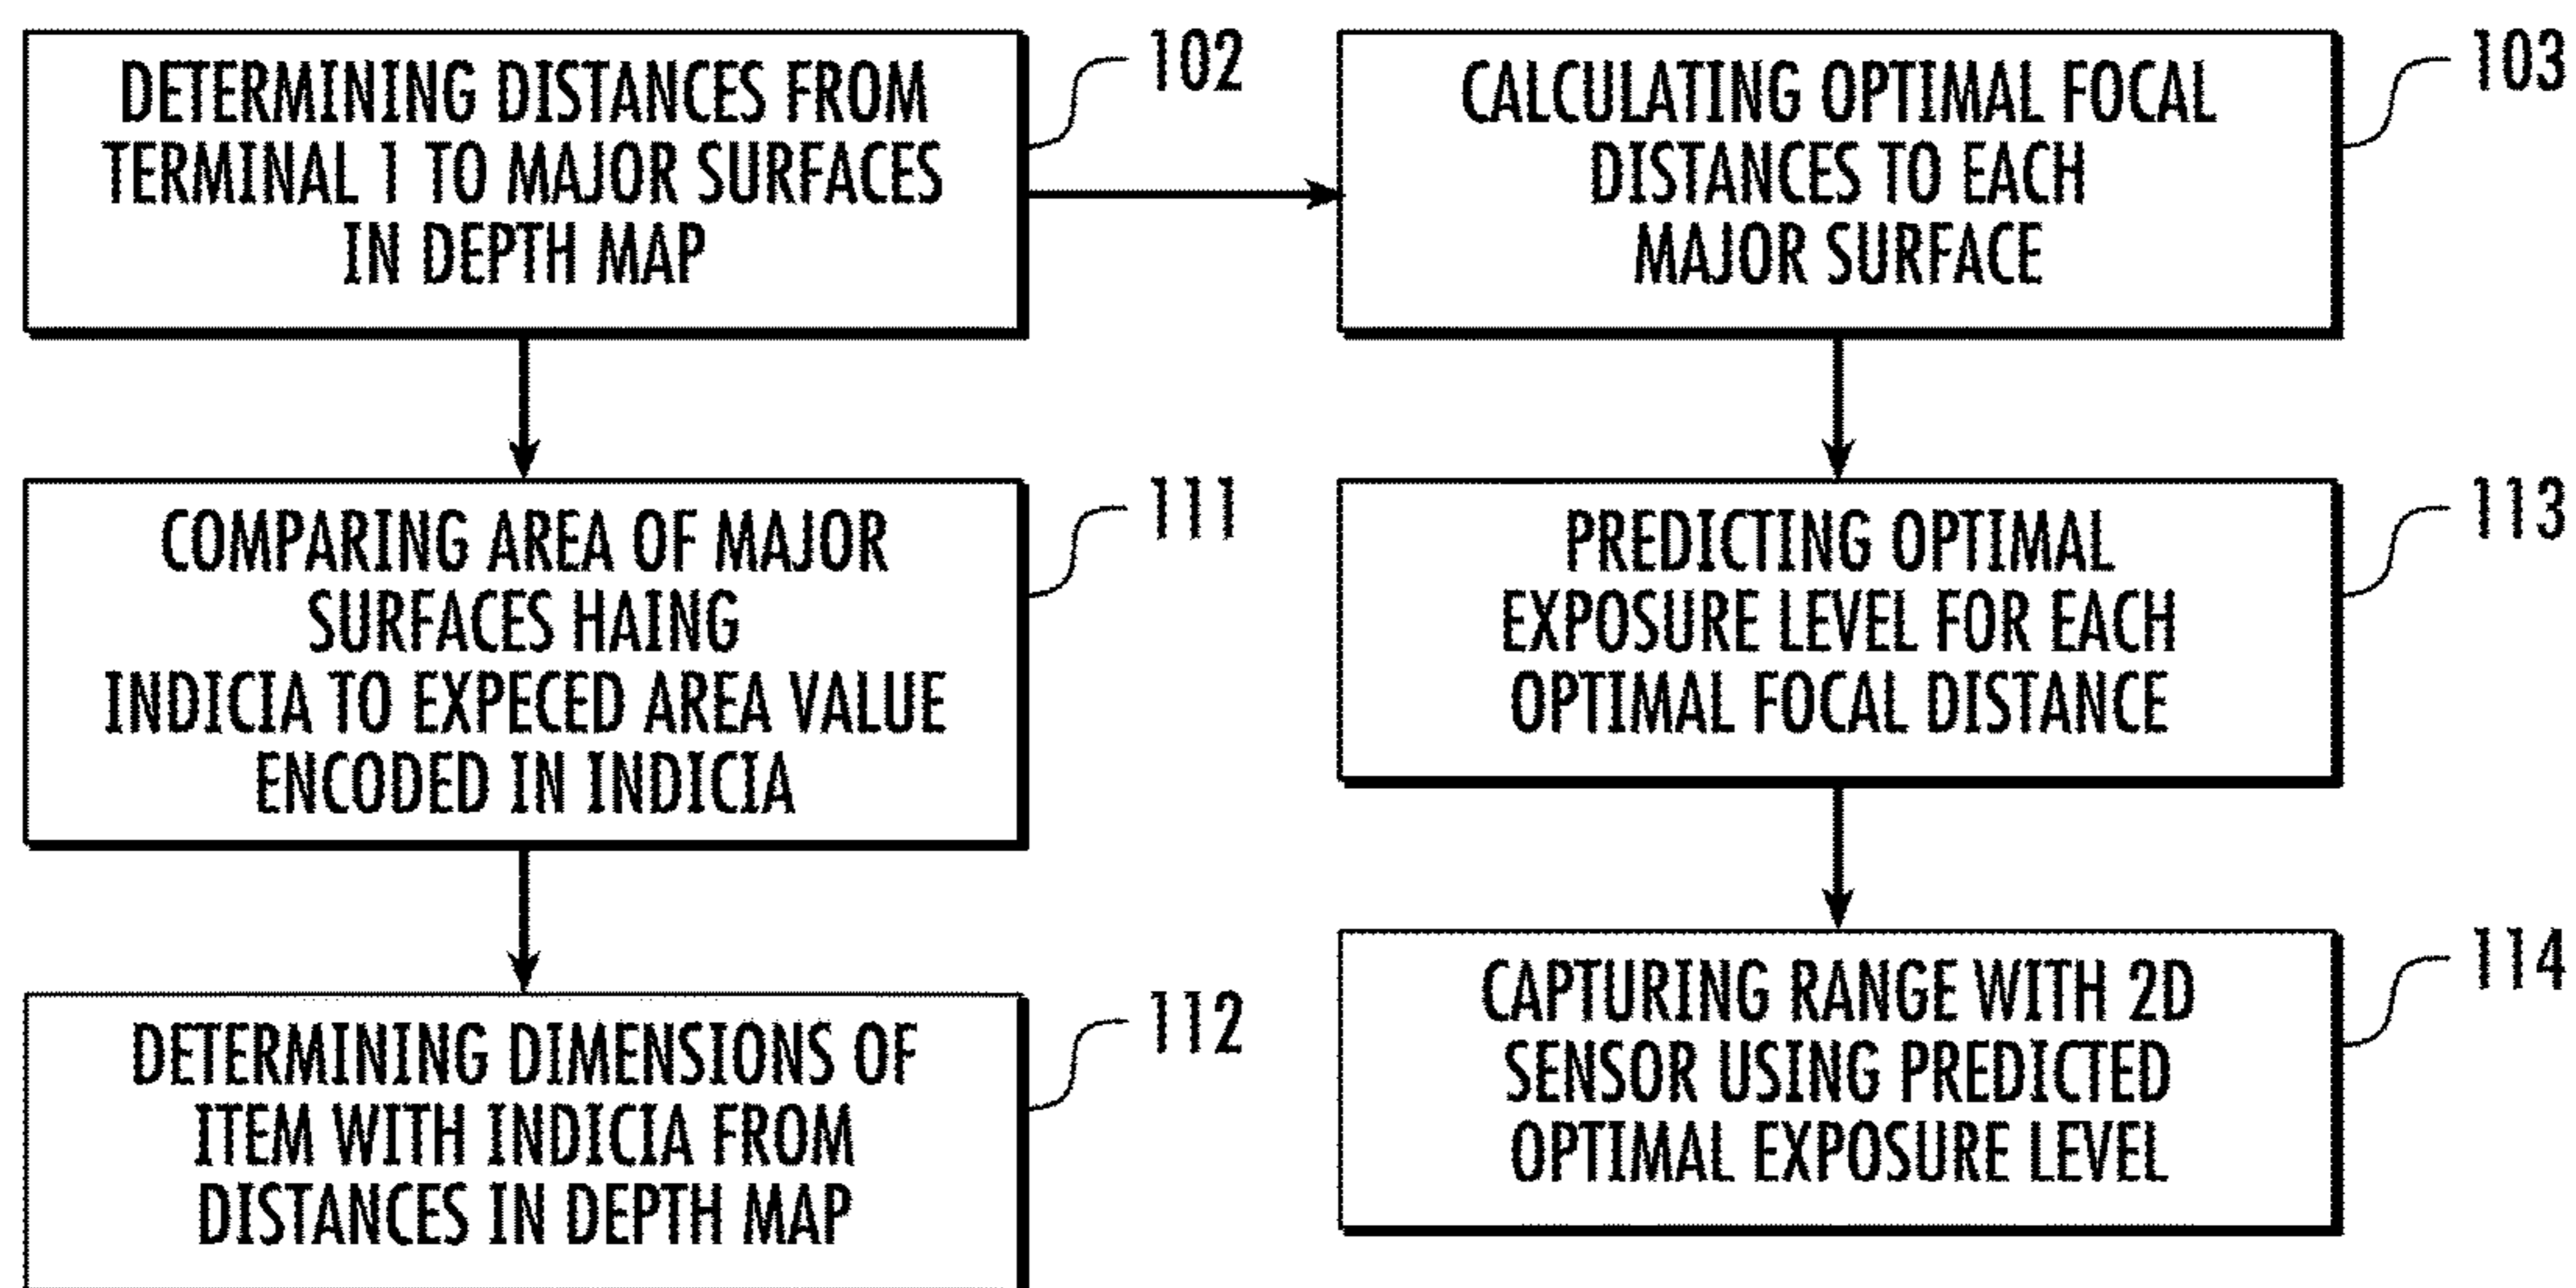 DETERMINING DISTANCES FROM
TERMINAL 1 TO MAJOR SURFACES
IN DEPTH MAP
102
CALCULATING OPTIMAL FOCAL
DISTANCES TO EACH
MAJOR SURFACE
103
COMPARING AREA OF MAJOR
SURFACES HAING
INDICIA TO EXPECED AREA VALUE
ENCODED IN INDICIA
111
PREDICTING OPTIMAL
EXPOSURE LEVEL FOR EACH
OPTIMAL FOCAL DISTANCE
113
DETERMINING DIMENSIONS OF
ITEM WITH INDICIA FROM
DISTANCES IN DEPTH MAP
112
CAPTURING RANGE WITH 2D
SENSOR USING PREDICTED
OPTIMAL EXPOSURE LEVEL
114